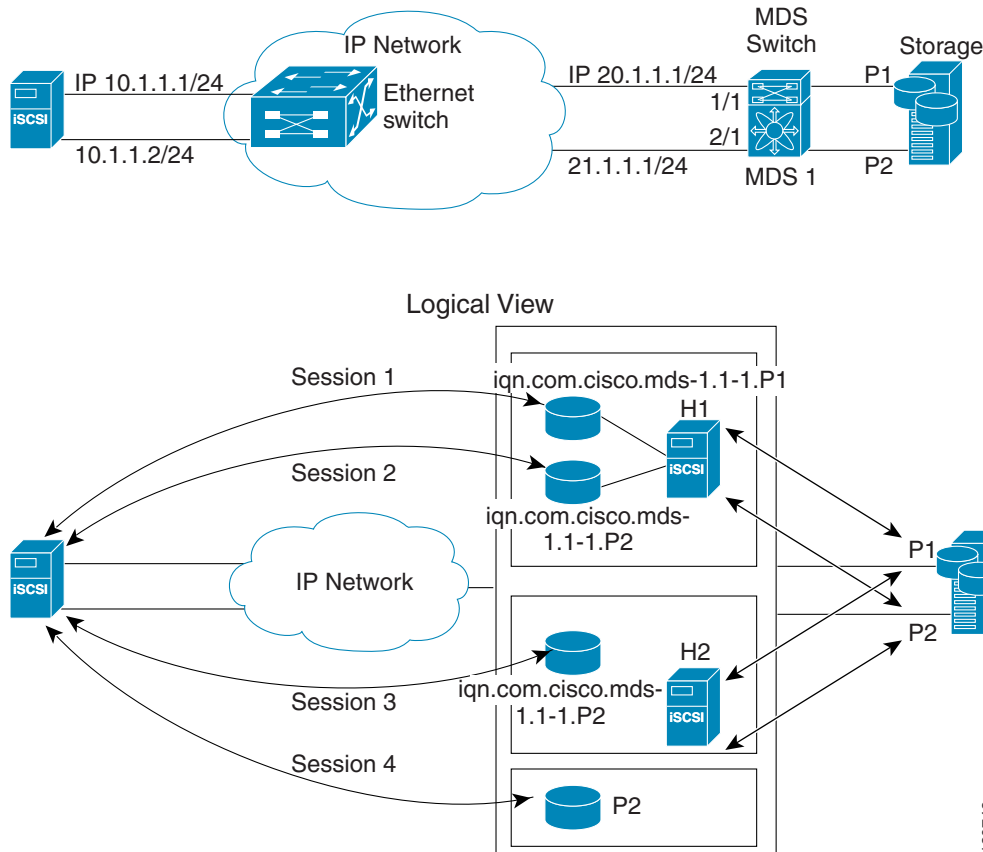 MDS
Switch
IP Network
Storage
IP 10.1.1.1/24
IP 20.1.1.1/24
P1
iSCSI
Ethernet
switch
1/1
2/1
10.1.1.2/24
21.1.1.1/24
MDS 1
P2
Logical View
Session 1
iqn.com.cisco.mds-1.1-1.P1
H1
Session 2
iSCSI
iqn.com.cisco.mds-
1.1-1.P2
P1
iSCSI
IP Network
P2
H2
Session 3
iqn.com.cisco.mds-
1.1-1.P2
iSCSI
Session 4
P2